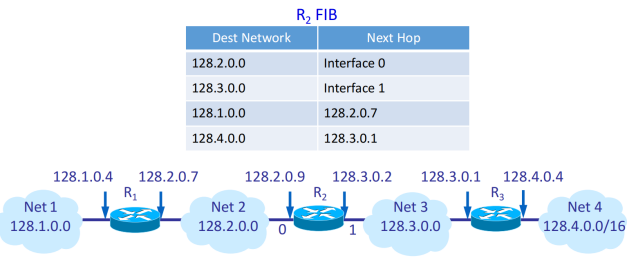 R₂ FIB
Dest Network Next Hop
128.2.0.0 Interface 0
128.3.0.0 Interface 1
128.1.0.0 128.2.0.7
128.4.0.0 128.3.0.1
128.1.0.4 128.2.0.7 128.2.0.9 128.3.0.2 128.3.0.1 128.4.0.4
R₁ R₂ R₃
Net 1 Net 2 Net 3 Net 4
128.1.0.0 128.2.0.0 0 1 128.3.0.0 128.4.0.0/16